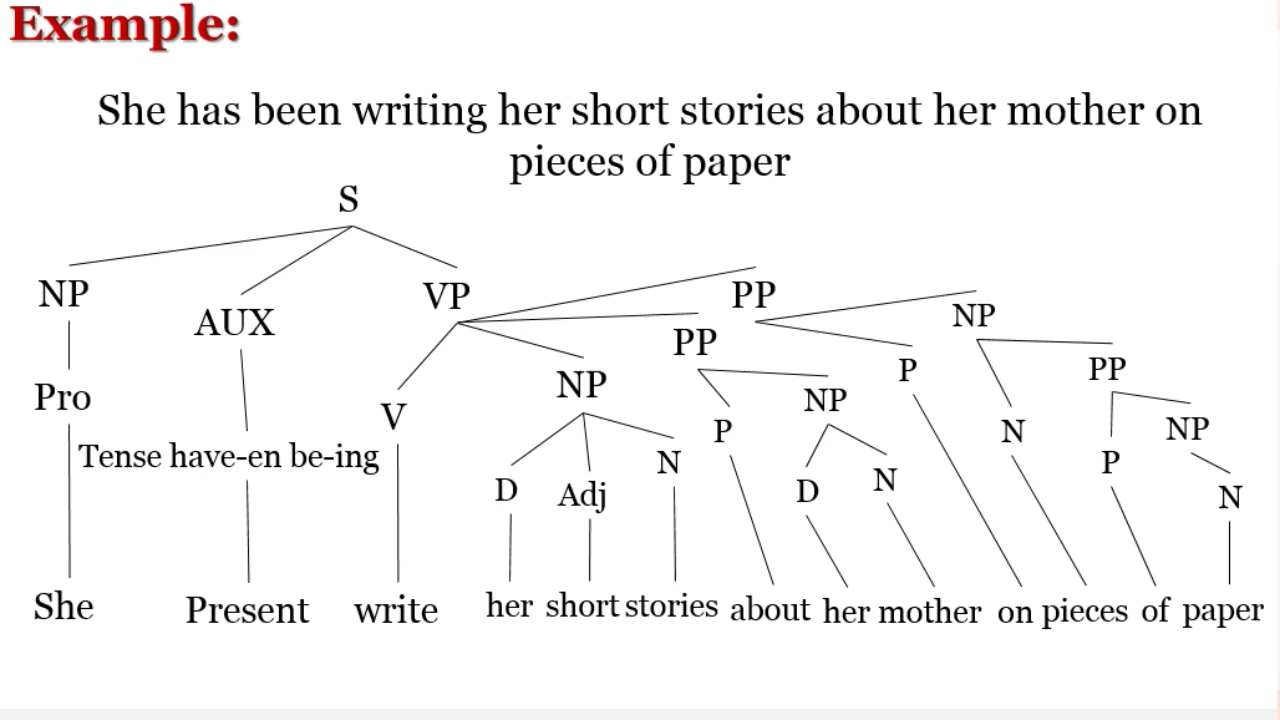 Example:
She has been writing her short stories about her mother on
pieces of paper
S
NP AUX VP PP NP
PP
Pro V NP P NP P PP
Tense have-en be-ing
D Adj N D N N P NP
N
She Present write her short stories about her mother on pieces of paper